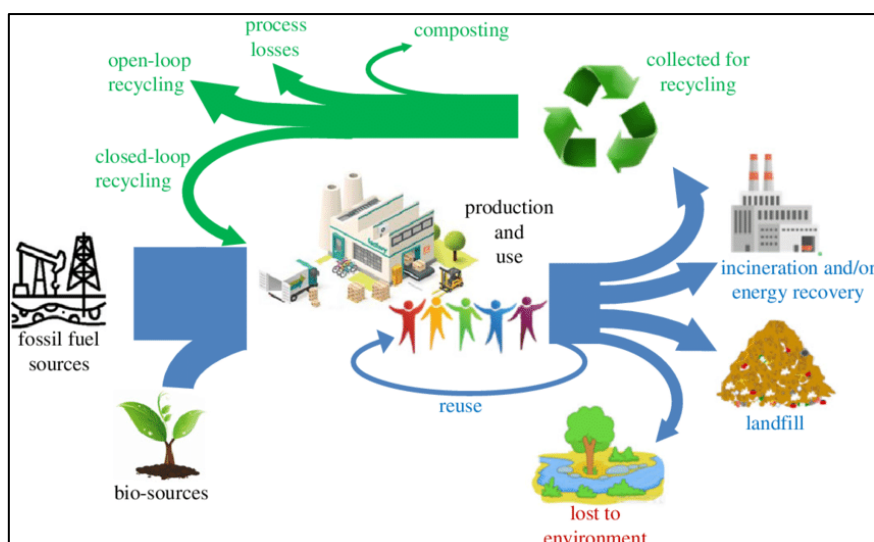 process
losses
composting
open-loop
recycling
collected for
recycling
closed-loop
recycling
production
and
use
factory
fossil fuel
sources
incineration and/or
energy recovery
reuse
landfill
bio-sources
lost to
environment